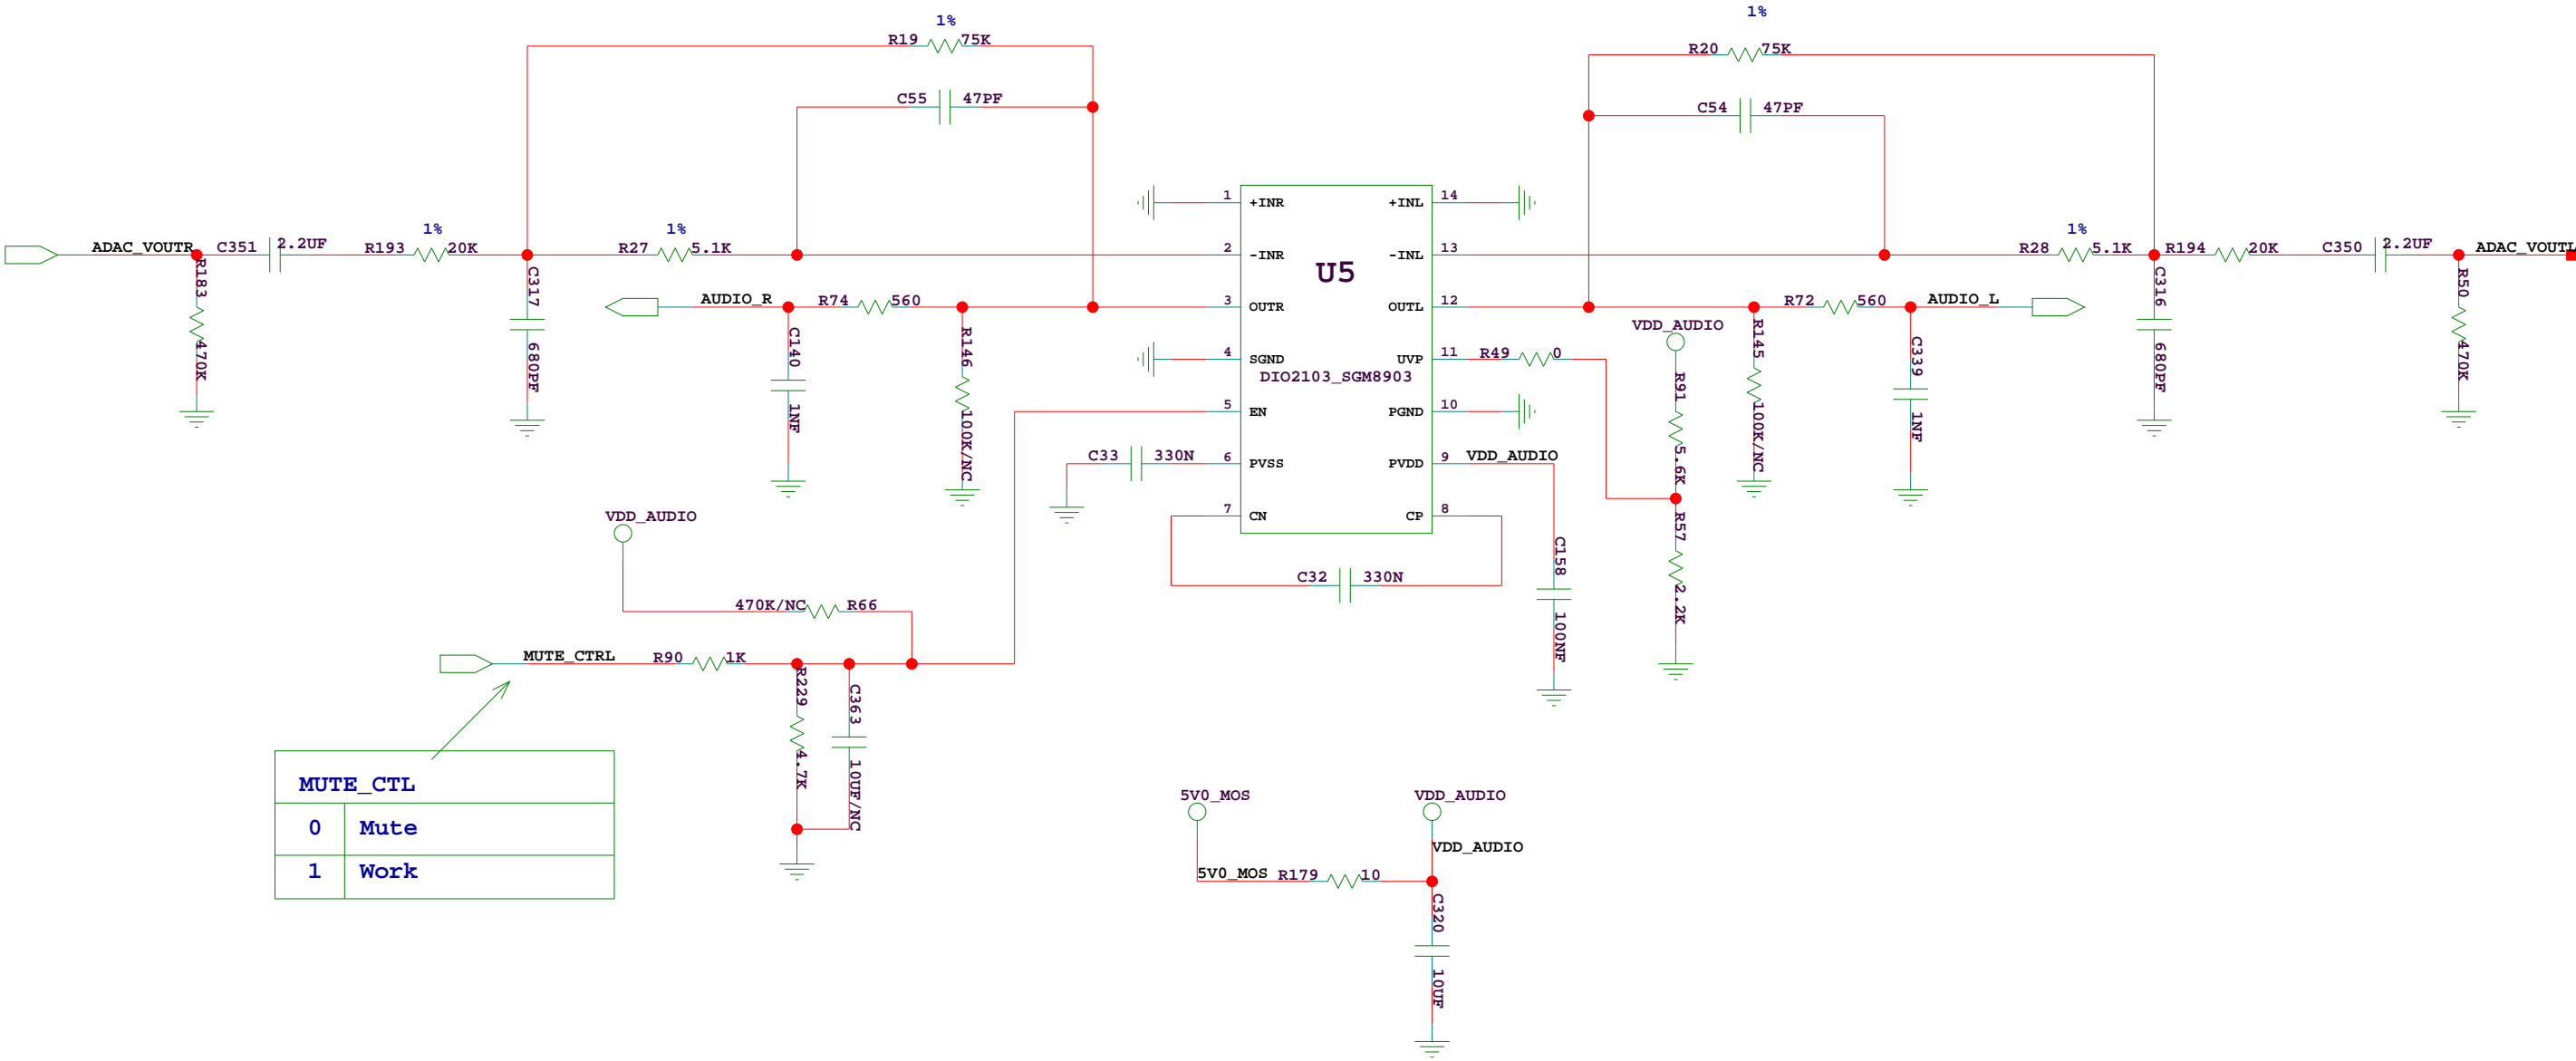 1%
1%
R19 75K
R20 75K
C55 47PF
C54 47PF
1 +INR
+INL 14
1%
1%
1%
ADAC_VOUTR
C351 2.2UF
R193 20K
R27 5.1K
2 -INR
-INL 13
R28 5.1K
R194 20K
C350 2.2UF
ADAC_VOUTL
U5
R183 470K
C317 680PF
AUDIO_R
R74 560
3 OUTR
OUTL 12
R72 560
AUDIO_L
C316 680PF
R50 470K
C140 1NF
R146 100K/NC
VDD_AUDIO
R145 100K/NC
C339 1NF
4 SGND
UVP 11
R49 0
DIO2103_SGM8903
R91 5.6K
5 EN
PGND 10
C33 330N
6 PVSS
PVDD 9
VDD_AUDIO
7 CN
CP 8
R57 2.2K
VDD_AUDIO
C32 330N
C158 100NF
470K/NC R66
MUTE_CTRL
R90 1K
R229 4.7K
C363 10UF/NC
MUTE_CTL
0 Mute
1 Work
5V0_MOS
VDD_AUDIO
VDD_AUDIO
5V0_MOS
R179 10
C320 10UF